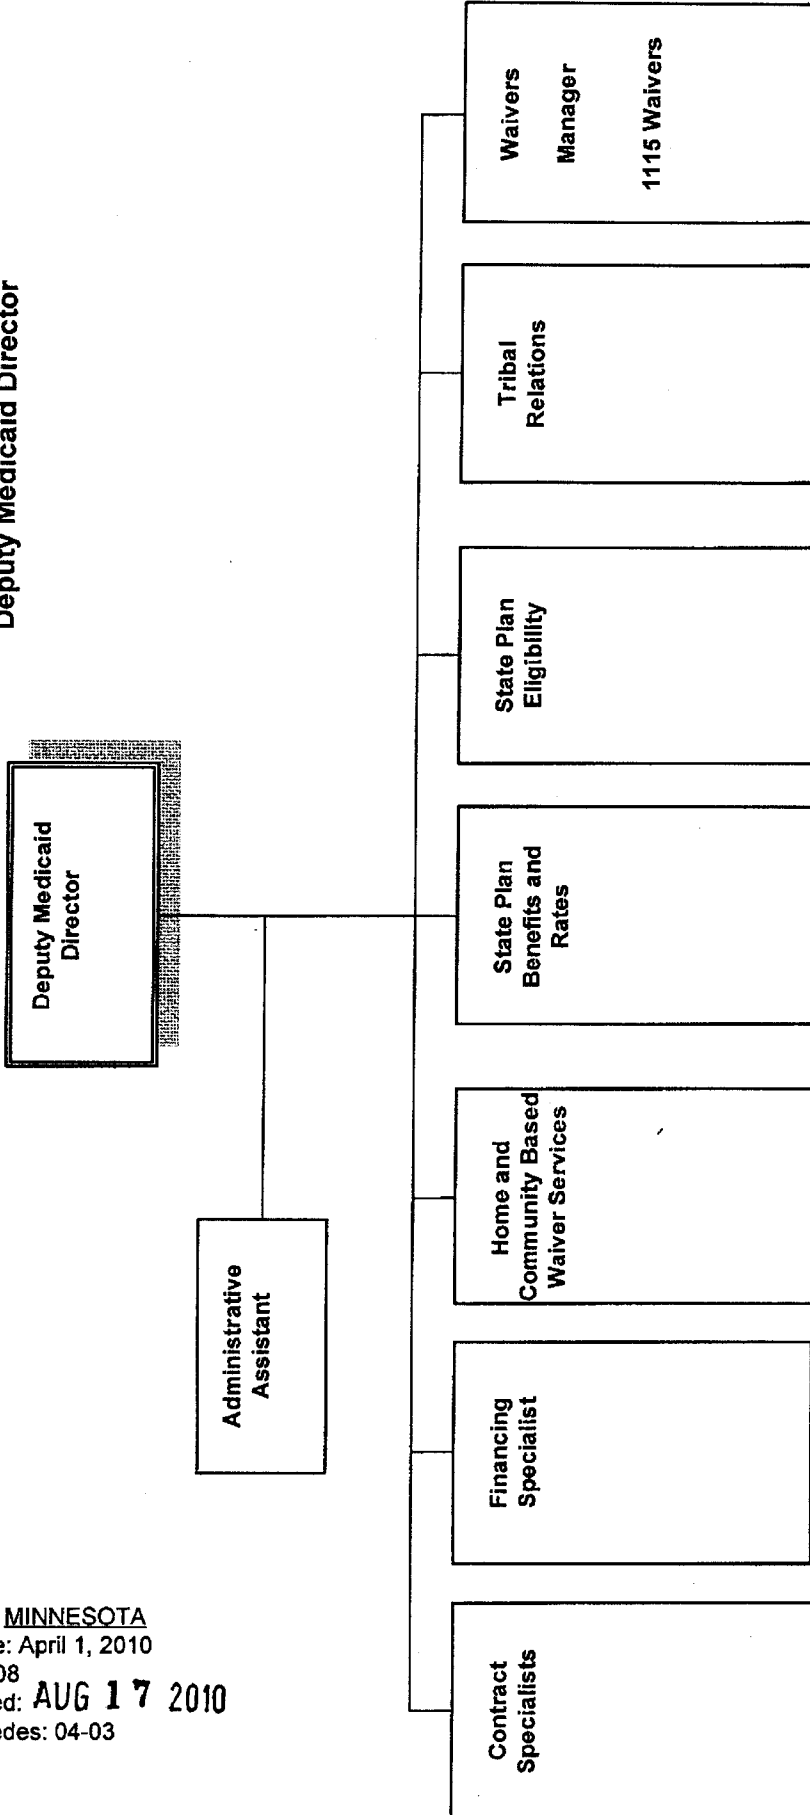 Deputy Medicaid Director
MINNESOTA
e: April 1, 2010
08
ed: AUG 17 2010
edes: 04-03
Deputy Medicaid
Director
Administrative
Assistant
Contract
Specialists
Financing
Specialist
Home and
Community Based
Waiver Services
State Plan
Benefits and
Rates
State Plan
Eligibility
Tribal
Relations
Waivers
Manager
1115 Waivers